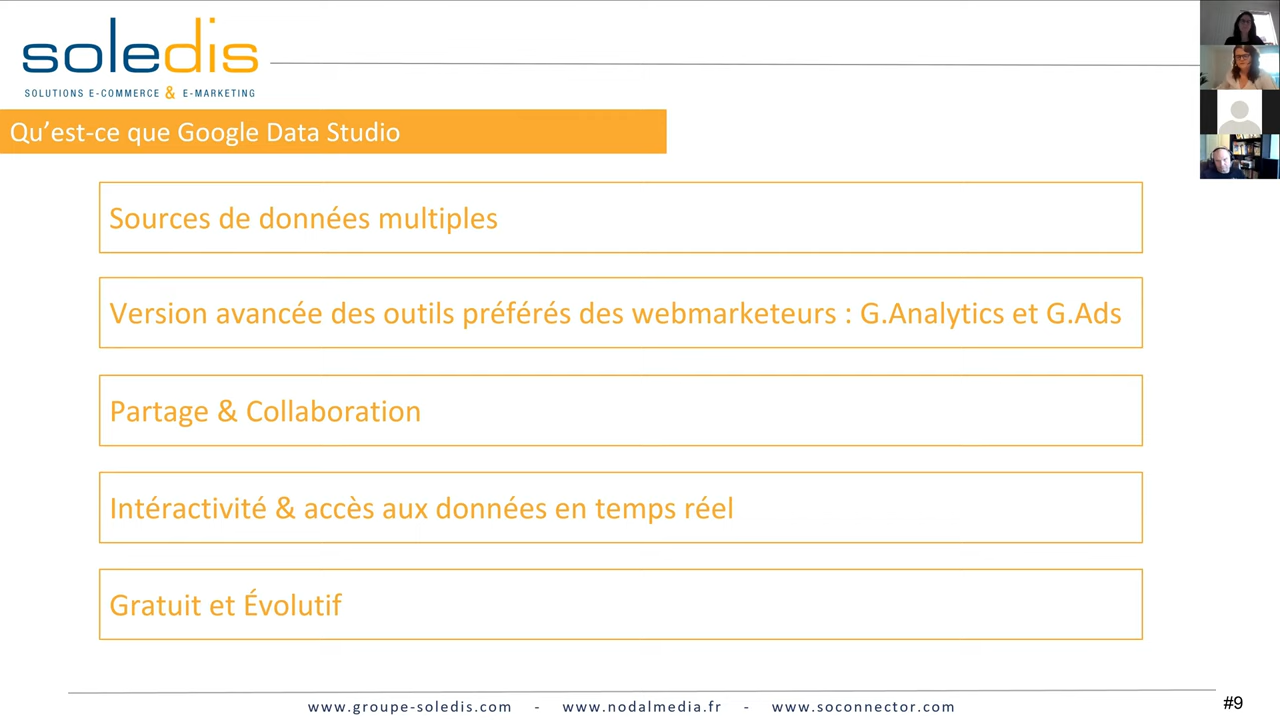 soledis
SOLUTIONS E-COMMERCE & E-MARKETING
Qu’est-ce que Google Data Studio
Sources de données multiples
Version avancée des outils préférés des webmarketeurs : G.Analytics et G.Ads
Partage & Collaboration
Intéractivité & accès aux données en temps réel
Gratuit et Évolutif
www.groupe-soledis.com - www.nodalmedia.fr - www.soconnector.com
#9